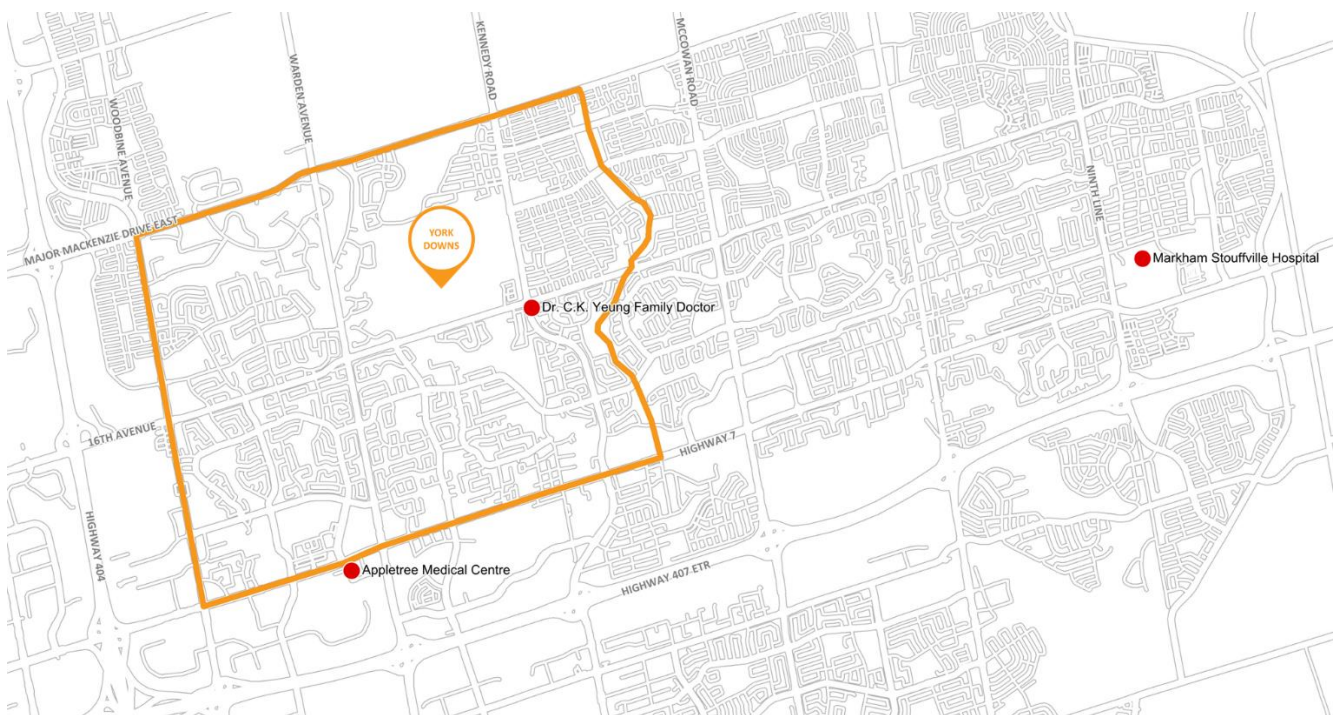 KENNEDY ROAD
MCCOWAN ROAD
WARDEN AVENUE
WOODBINE AVENUE
MAJOR MACKENZIE DRIVE EAST
YORK
DOWNS
NINTH LINE
Markham Stouffville Hospital
Dr. C.K. Yeung Family Doctor
16TH AVENUE
HIGHWAY 7
HIGHWAY 404
Appletree Medical Centre
HIGHWAY 407 ETR